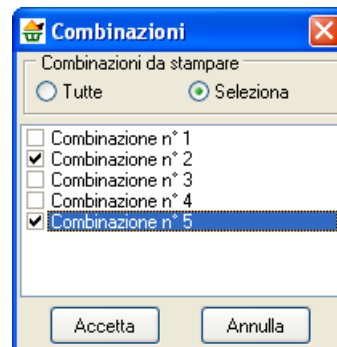 Combinazioni
Combinazioni da stampare
Tutte Seleziona
Combinazione n° 1
Combinazione n° 2
Combinazione n° 3
Combinazione n° 4
Combinazione n° 5
Accetta Annulla